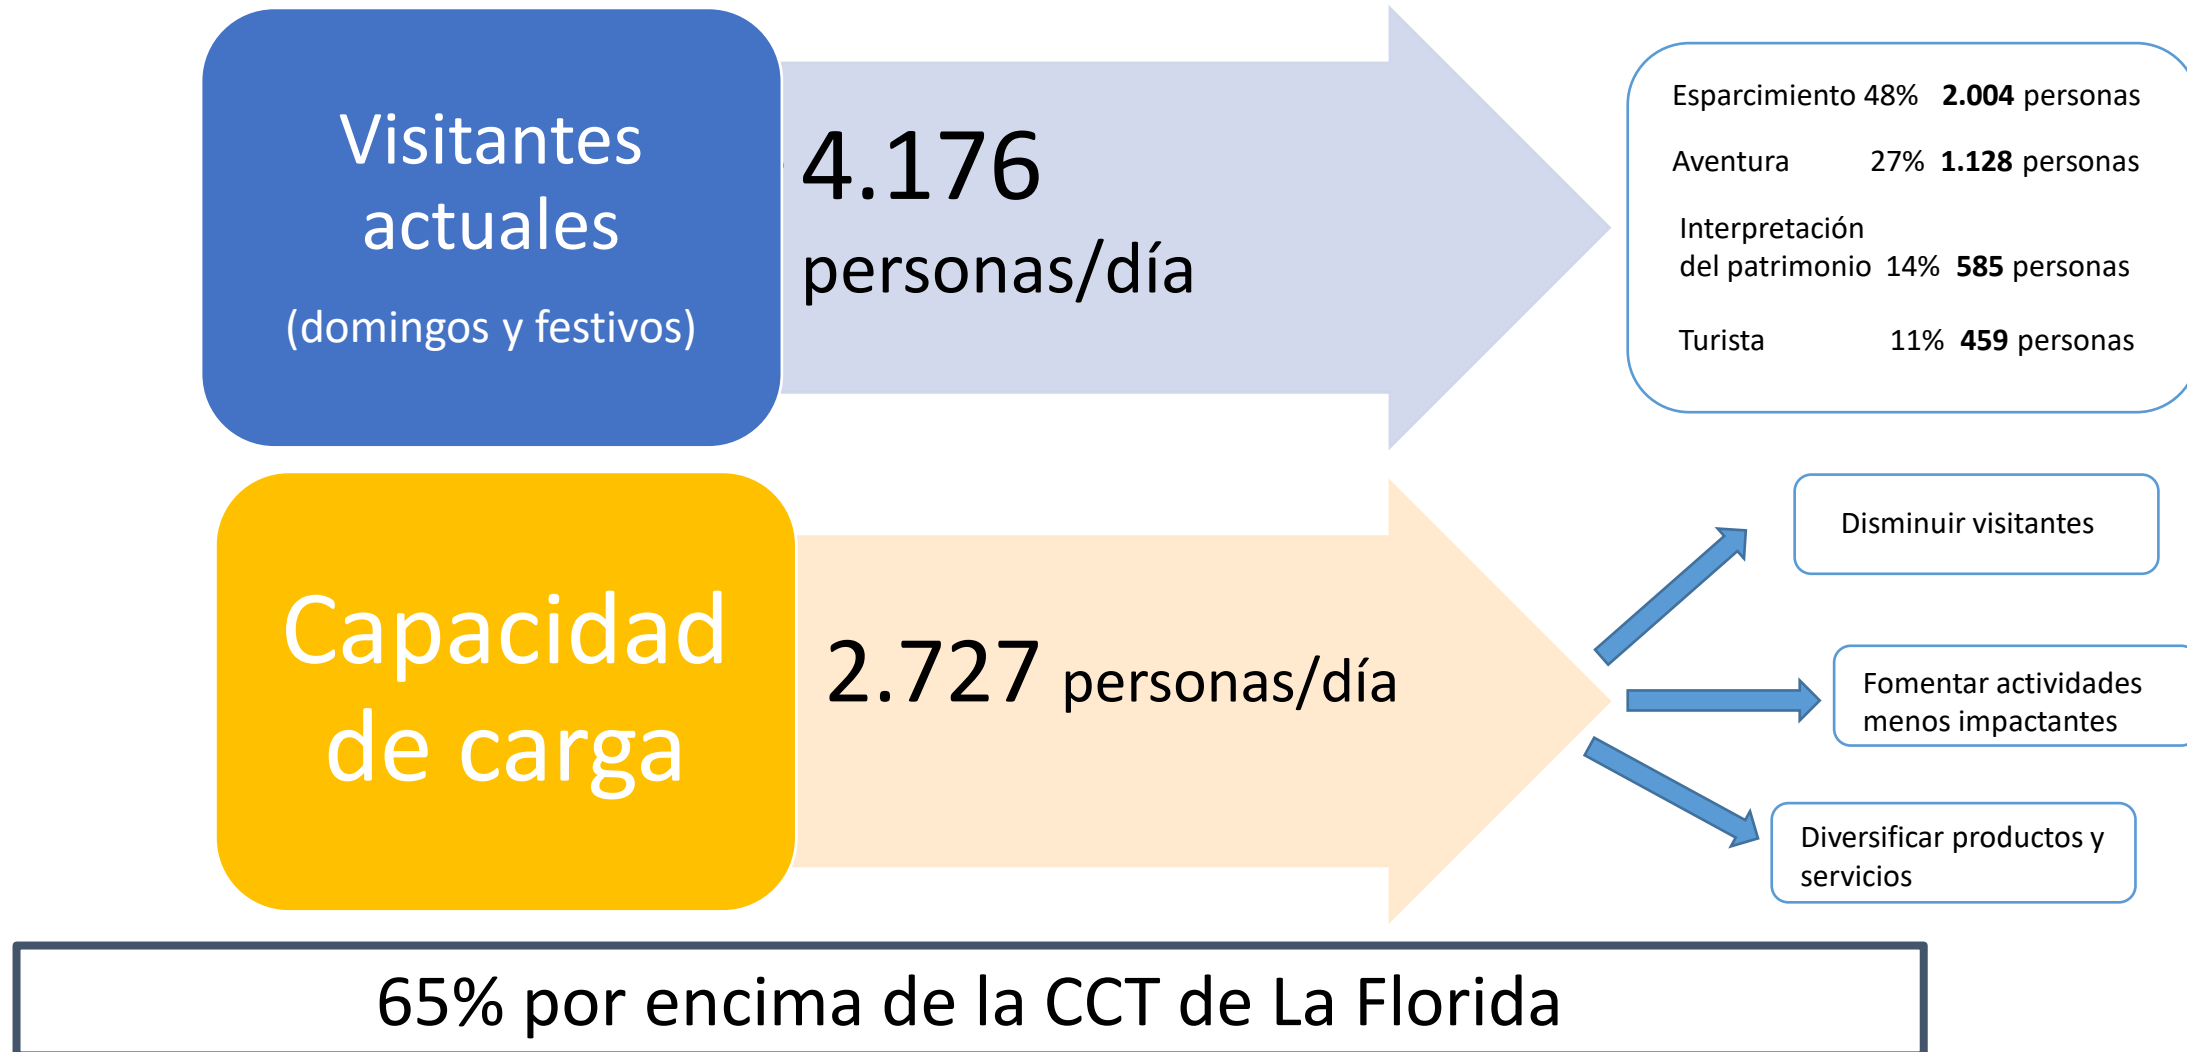 Visitantes
actuales
(domingos y festivos)
4.176
personas/día
Esparcimiento 48% 2.004 personas
Aventura 27% 1.128 personas
Interpretación
del patrimonio 14% 585 personas
Turista 11% 459 personas
Capacidad
de carga
2.727 personas/día
Disminuir visitantes
Fomentar actividades
menos impactantes
Diversificar productos y
servicios
65% por encima de la CCT de La Florida